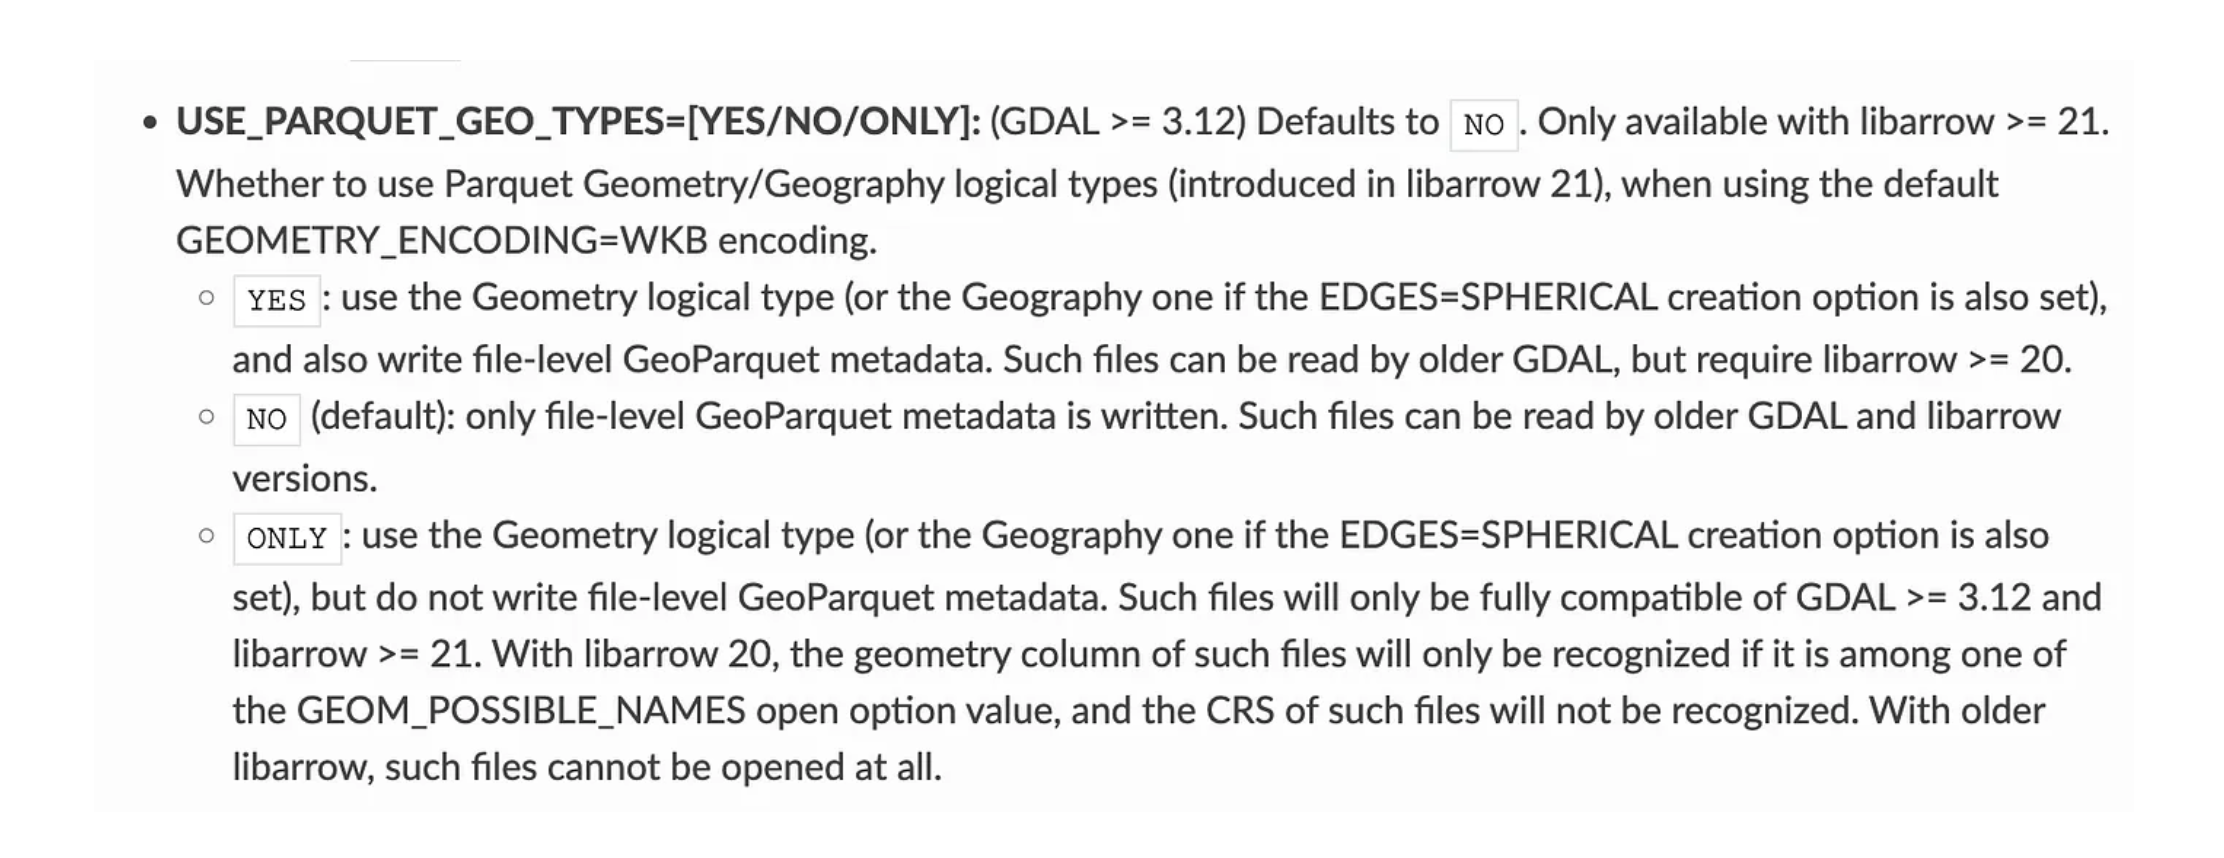 • USE_PARQUET_GEO_TYPES=[YES/NO/ONLY]: (GDAL >= 3.12) Defaults to NO . Only available with libarrow >= 21.
Whether to use Parquet Geometry/Geography logical types (introduced in libarrow 21), when using the default
GEOMETRY_ENCODING=WKB encoding.
◦ YES : use the Geometry logical type (or the Geography one if the EDGES=SPHERICAL creation option is also set),
and also write file-level GeoParquet metadata. Such files can be read by older GDAL, but require libarrow >= 20.
◦ NO (default): only file-level GeoParquet metadata is written. Such files can be read by older GDAL and libarrow
versions.
◦ ONLY : use the Geometry logical type (or the Geography one if the EDGES=SPHERICAL creation option is also
set), but do not write file-level GeoParquet metadata. Such files will only be fully compatible of GDAL >= 3.12 and
libarrow >= 21. With libarrow 20, the geometry column of such files will only be recognized if it is among one of
the GEOM_POSSIBLE_NAMES open option value, and the CRS of such files will not be recognized. With older
libarrow, such files cannot be opened at all.